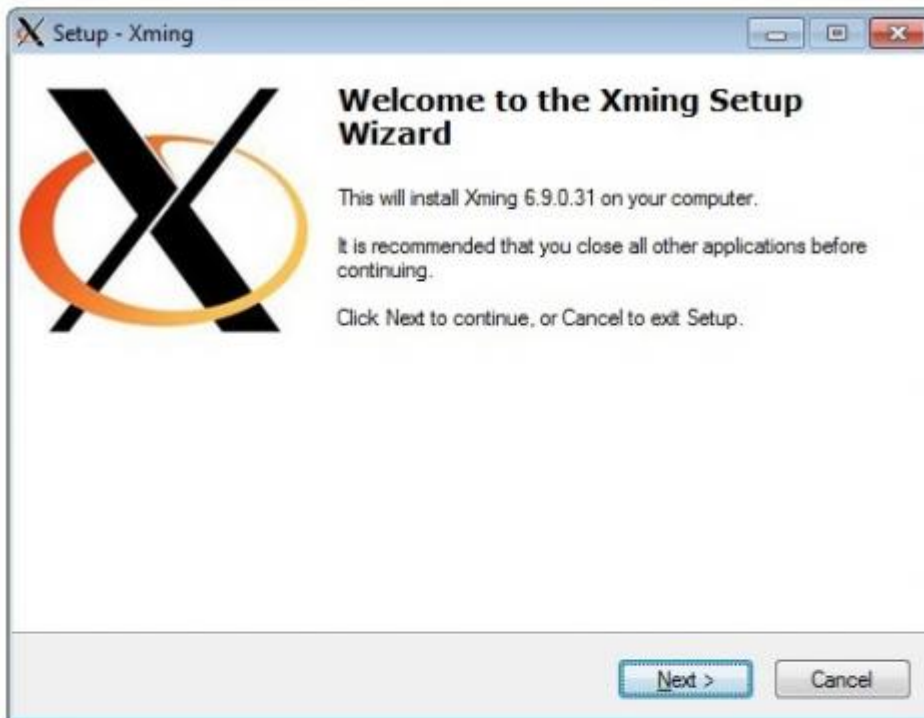 Setup - Xming
Welcome to the Xming Setup
Wizard
This will install Xming 6.9.0.31 on your computer.
It is recommended that you close all other applications before
continuing.
Click Next to continue, or Cancel to exit Setup.
Next >
Cancel